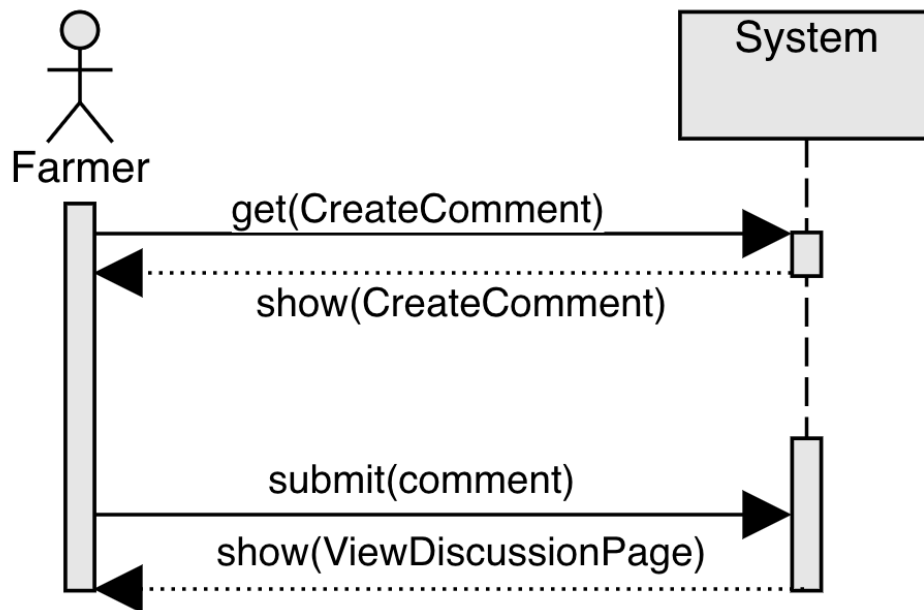 System
Farmer
get(CreateComment)
show(CreateComment)
submit(comment)
show(ViewDiscussionPage)